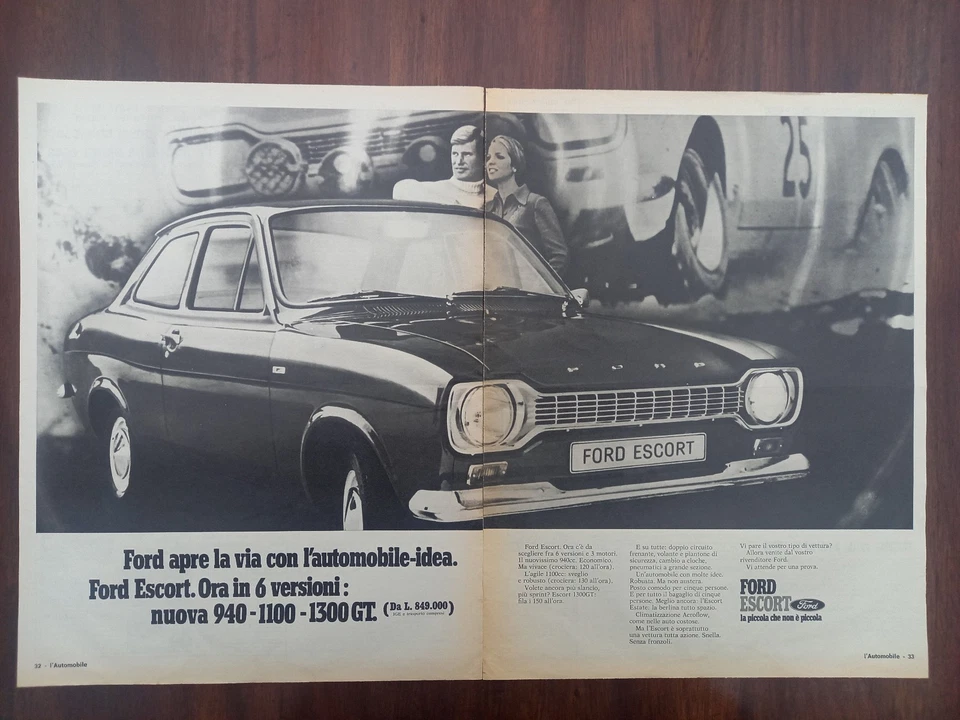 25
FORD
FORD ESCORT
Ford apre la via con l'automobile-idea.
Ford Escort. Ora in 6 versioni:
nuova 940-1100-1300GT. (Da L. 849.000)
Ford Escort. Ora c'è da
scegliere fra 6 versioni e 3 motori.
Il nuovissimo 940cc. Economico.
Ma vivace (crociera: 120 all'ora).
L'agile 1100cc: sveglio
e robusto (crociera: 130 all'ora).
Volete ancora più slancio,
più sprint? Escort 1300GT:
fila i 150 all'ora.
E su tutte: doppio circuito
frenante, volante e piantone di
sicurezza, cambio a cloche,
pneumatici a grande sezione.
Un'automobile con molte idee.
Robusta. Ma non austera.
Posto comodo per cinque persone.
E per tutto il bagaglio di cinque
persone. Meglio ancora: l'Escort
Estate, la berlina tutto spazio.
Climatizzazione Aeroflow,
come nelle auto costose.
Ma l'Escort è soprattutto
una vettura tutta azione. Snella.
Senza fronzoli.
Vi pare il vostro tipo di vettura?
Allora venite dal vostro
rivenditore Ford.
Vi attende per una prova.
FORD
ESCORT Ford
la piccola che non è piccola
32 - l'Automobile
l'Automobile - 33